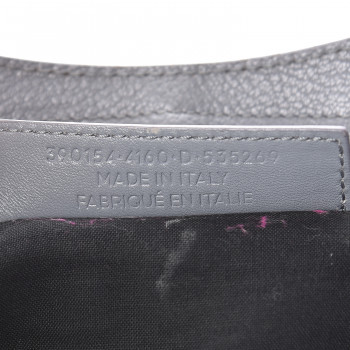 390154•4160•D•535269
MADE IN ITALY
FABRIQUÉ EN ITALIE